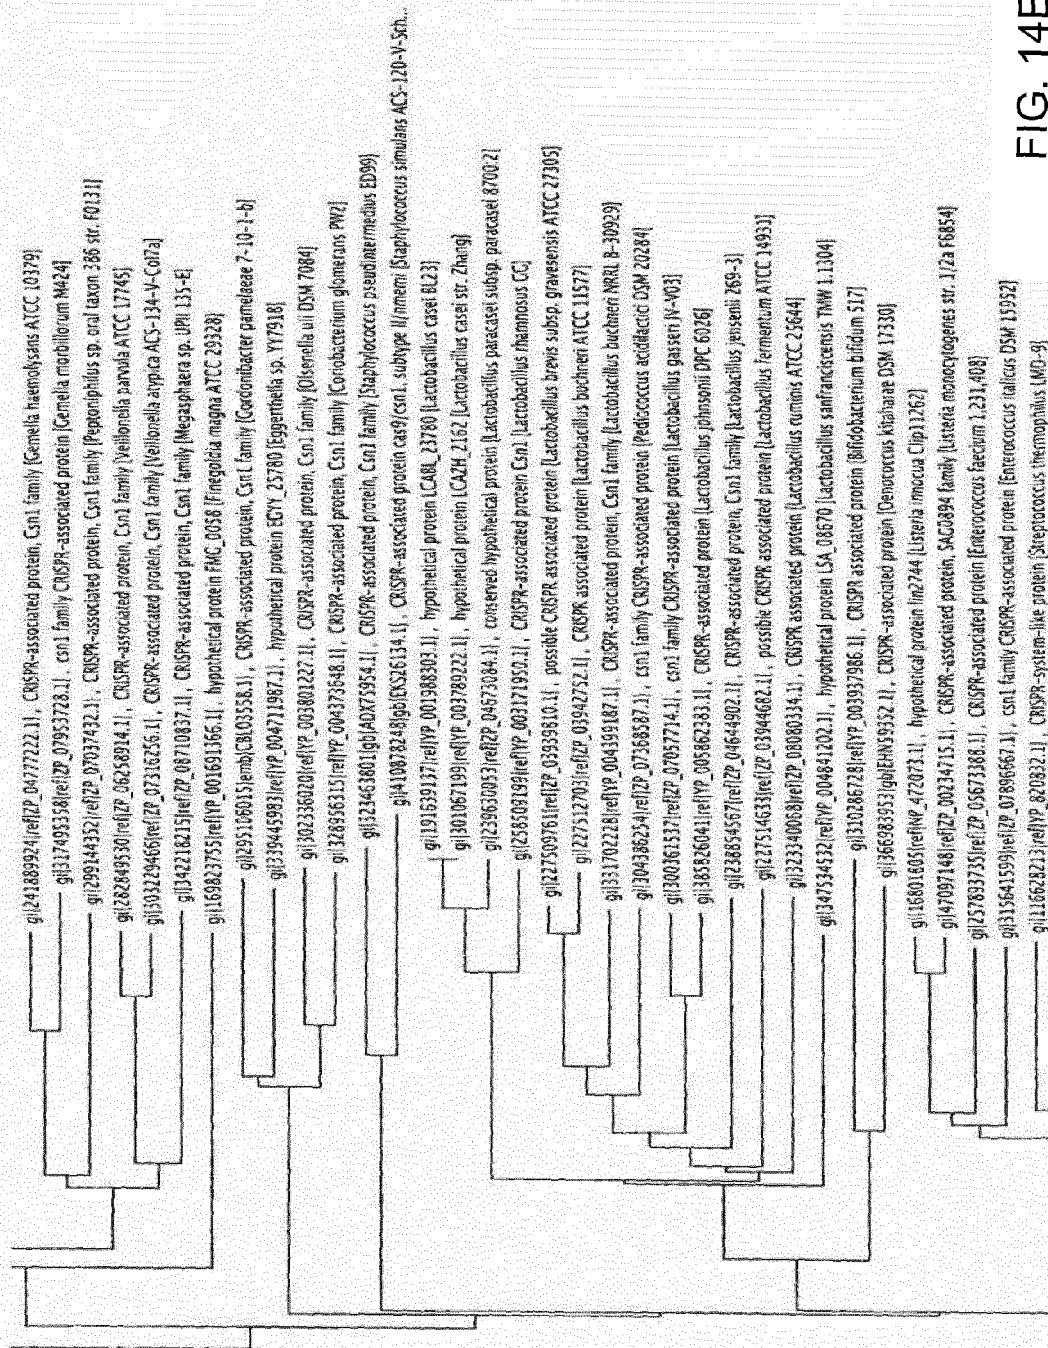 gi|241889924|ref|ZP_04777222.1|, CRISPR-associated protein, Csn1 family [Gemella haemolysans ATCC 10379]
gi|317495358|ref|ZP_07953728.1|, csn1 family CRISPR-associated protein [Gemella morbillorum M424]
gi|299144352|ref|ZP_07037432.1|, CRISPR-associated protein, Csn1 family [Peptoniphilus sp. oral taxon 386 str. F0131]
gi|282849530|ref|ZP_06258914.1|, CRISPR-associated protein, Csn1 family [Veillonella parvula ATCC 17745]
gi|303229466|ref|ZP_07316256.1|, CRISPR-associated protein, Csn1 family [Veillonella atypica ACS-134-V-Col7a]
gi|342218215|ref|ZP_08710837.1|, CRISPR-associated protein, Csn1 family [Megasphaera sp. UPII 135-E]
gi|169823755|ref|YP_001691366.1|, hypothetical protein FMG_0058 [Finegoldia magna ATCC 29328]
gi|295166015|emb|CBL03558.1|, CRISPR-associated protein, Csn1 family [Gordonibacter pamelaeae 7-10-1-b]
gi|339445983|ref|YP_004711987.1|, hypothetical protein EGYY_25780 [Eggerthella sp. YY7918]
gi|302336020|ref|YP_003801227.1|, CRISPR-associated protein, Csn1 family [Olsenella uli DSM 7084]
gi|328956315|ref|YP_004373648.1|, CRISPR-associated protein, Csn1 family [Coriobacterium glomerans PW2]
gi|323463801|gb|ADX75954.1|, CRISPR-associated protein, Csn1 family [Staphylococcus pseudintermedius ED99]
gi|410878248|gb|EKS26134.1|, CRISPR-associated protein cas9/csn1, subtype II/nmemi [Staphylococcus simulans ACS-120-V-Sch...
gi|191639137|ref|YP_001988303.1|, hypothetical protein LCABL_23780 [Lactobacillus casei BL23]
gi|301067199|ref|YP_003789222.1|, hypothetical protein LCAZH_2162 [Lactobacillus casei str. Zhang]
gi|239630053|ref|ZP_04673084.1|, conserved hypothetical protein [Lactobacillus paracasei subsp. paracasei 8700:2]
gi|258509199|ref|YP_003171950.1|, CRISPR-associated protein Csn1 [Lactobacillus rhamnosus GG]
gi|227509761|ref|ZP_03939810.1|, possible CRISPR associated protein [Lactobacillus brevis subsp. gravesensis ATCC 27305]
gi|227512703|ref|ZP_03942752.1|, CRISPR associated protein [Lactobacillus buchneri ATCC 11577]
gi|331702228|ref|YP_004399187.1|, CRISPR-associated protein, Csn1 family [Lactobacillus buchneri NRRL B-30929]
gi|304386254|ref|ZP_07368587.1|, csn1 family CRISPR-associated protein [Pediococcus acidilactici DSM 20284]
gi|300361537|ref|ZP_07057714.1|, csn1 family CRISPR-associated protein [Lactobacillus gasseri JV-V03]
gi|385826041|ref|YP_005862383.1|, CRISPR-associated protein [Lactobacillus johnsonii DPC 6026]
gi|238854567|ref|ZP_04644902.1|, CRISPR-associated protein, Csn1 family [Lactobacillus jensenii 269-3]
gi|227514633|ref|ZP_03944682.1|, possible CRISPR associated protein [Lactobacillus fermentum ATCC 14931]
gi|323340068|ref|ZP_08080334.1|, CRISPR associated protein [Lactobacillus ruminis ATCC 25644]
gi|347534532|ref|YP_004841202.1|, hypothetical protein LSA_08670 [Lactobacillus sanfranciscensis TMW 1.1304]
gi|310286728|ref|YP_003937986.1|, CRISPR associated protein [Bifidobacterium bifidum S17]
gi|366983953|gb|EHN59352.1|, CRISPR-associated protein [Oenococcus kitaharae DSM 17330]
gi|16801805|ref|NP_472073.1|, hypothetical protein lin2744 [Listeria innocua Clip11262]
gi|47097148|ref|ZP_00234715.1|, CRISPR-associated protein, SAG0894 family [Listeria monocytogenes str. 1/2a F6854]
gi|257893735|ref|ZP_05673388.1|, CRISPR-associated protein [Enterococcus faecium 1,231,408]
gi|315641599|ref|ZP_07896667.1|, csn1 family CRISPR-associated protein [Enterococcus italicus DSM 15952]
gi|116628213|ref|YP_820832.1|, CRISPR-system-like protein [Streptococcus thermophilus LMD-9]
FIG. 14E